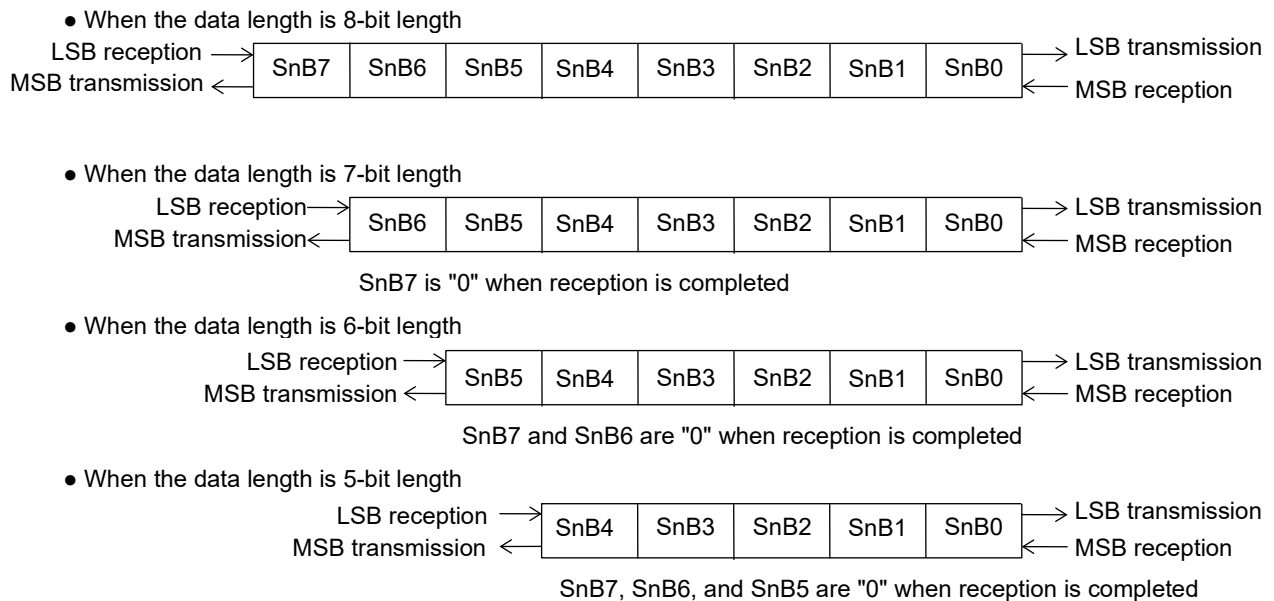 ● When the data length is 8-bit length
LSB reception
MSB transmission
SnB7 SnB6 SnB5 SnB4 SnB3 SnB2 SnB1 SnB0
LSB transmission
MSB reception
● When the data length is 7-bit length
LSB reception
MSB transmission
SnB6 SnB5 SnB4 SnB3 SnB2 SnB1 SnB0
LSB transmission
MSB reception
SnB7 is "0" when reception is completed
● When the data length is 6-bit length
LSB reception
MSB transmission
SnB5 SnB4 SnB3 SnB2 SnB1 SnB0
LSB transmission
MSB reception
SnB7 and SnB6 are "0" when reception is completed
● When the data length is 5-bit length
LSB reception
MSB transmission
SnB4 SnB3 SnB2 SnB1 SnB0
LSB transmission
MSB reception
SnB7, SnB6, and SnB5 are "0" when reception is completed